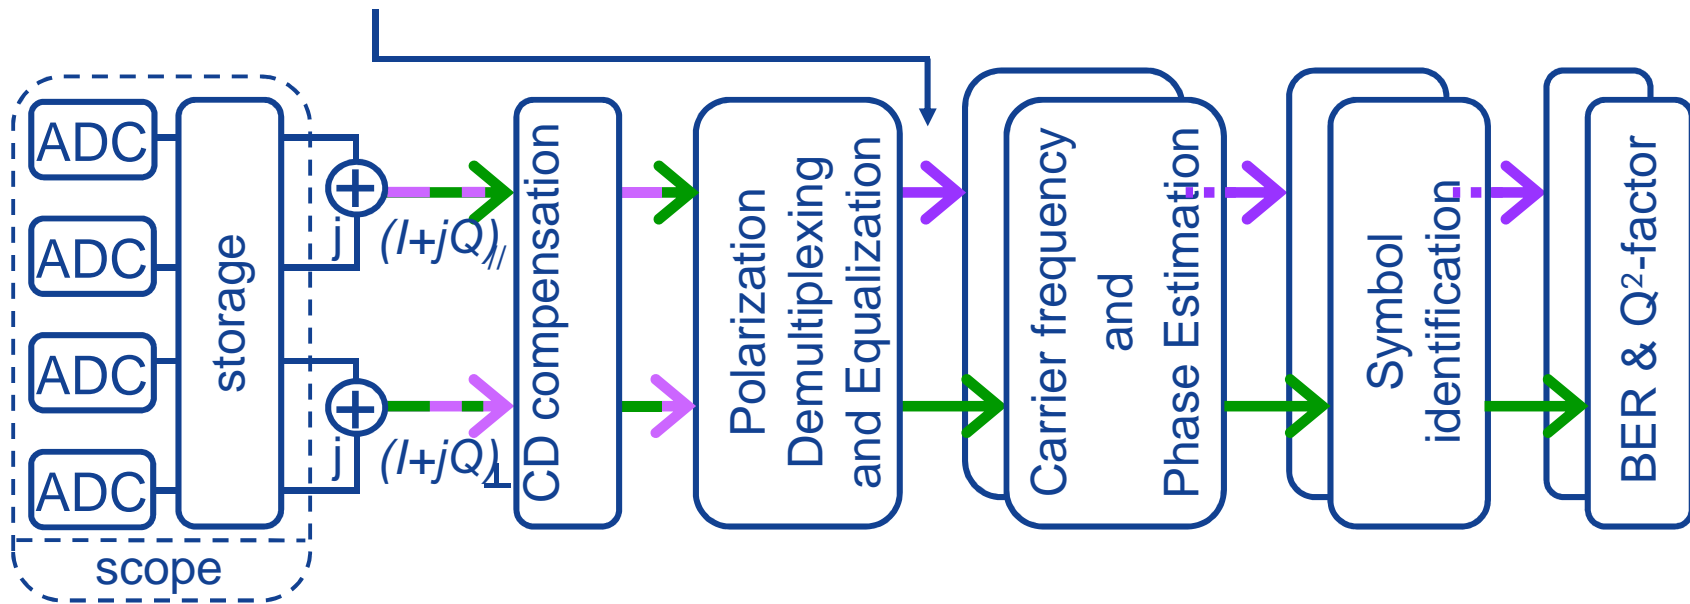 ADC
ADC
ADC
ADC
storage
scope
j
(I+jQ)//
j
(I+jQ)⊥
CD compensation
Polarization
Demultiplexing
and Equalization
Carrier frequency
and
Phase Estimation
Symbol
identification
BER & Q²-factor